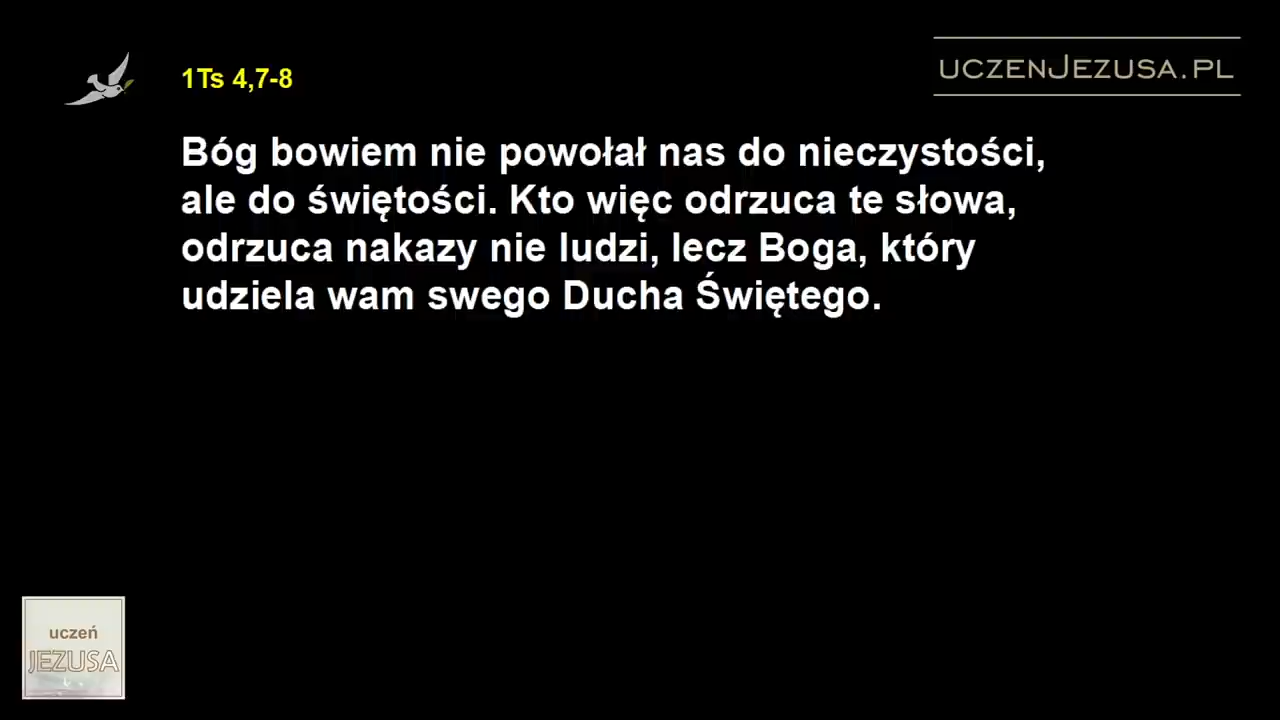 1Ts 4,7-8
UCZENJEZUSA.PL
Bóg bowiem nie powołał nas do nieczystości,
ale do świętości. Kto więc odrzuca te słowa,
odrzuca nakazy nie ludzi, lecz Boga, który
udziela wam swego Ducha Świętego.
uczeń
JEZUSA